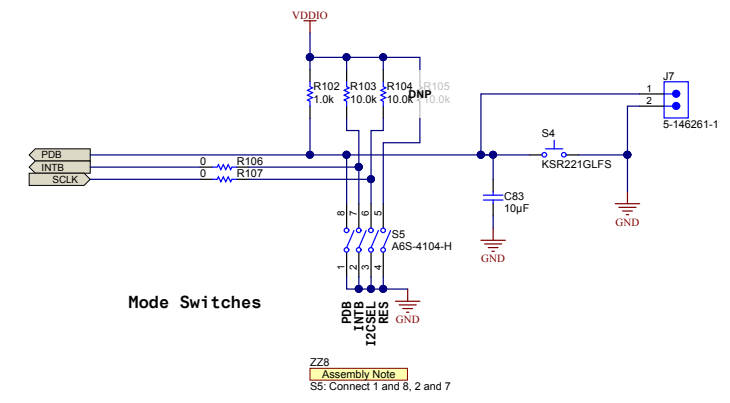 VDDIO
R102
1.0k
R103
10.0k
R104
10.0k
DNP
R105
10.0k
J7
1
2
5-146261-1
S4
KSR221GLFS
PDB
INTB
SCLK
0
R106
0
R107
C83
10µF
GND
GND
8
7
6
5
S5
A6S-4104-H
1
2
3
4
GND
PDB
INTB
I2CSEL
RES
Mode Switches
ZZ8
Assembly Note
S5: Connect 1 and 8, 2 and 7